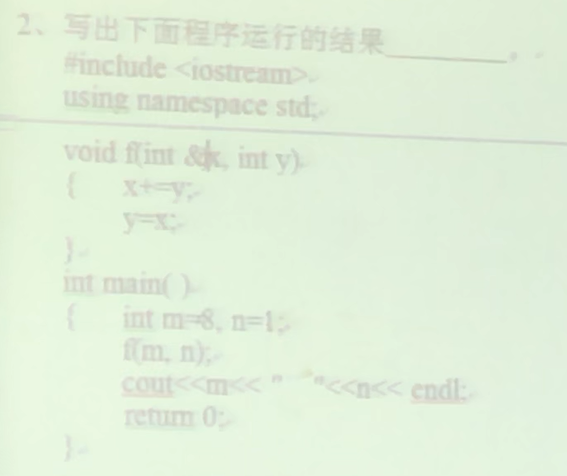 2、写出下面程序运行的结果________。
#include <iostream>
using namespace std;
void f(int &x, int y)
{ x+=y;
y=x;
}
int main( )
{ int m=8, n=1;
f(m, n);
cout<<m<< " "<<n<< endl;
return 0;
}